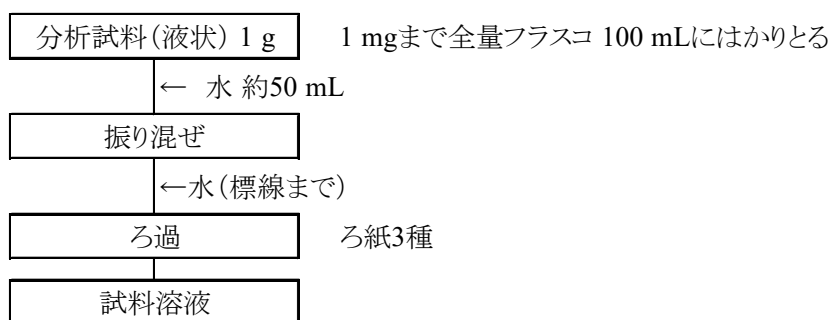 分析試料(液状) 1 g　1 mgまで全量フラスコ 100 mLにはかりとる
← 水 約50 mL
振り混ぜ
←水(標線まで)
ろ過　ろ紙3種
試料溶液